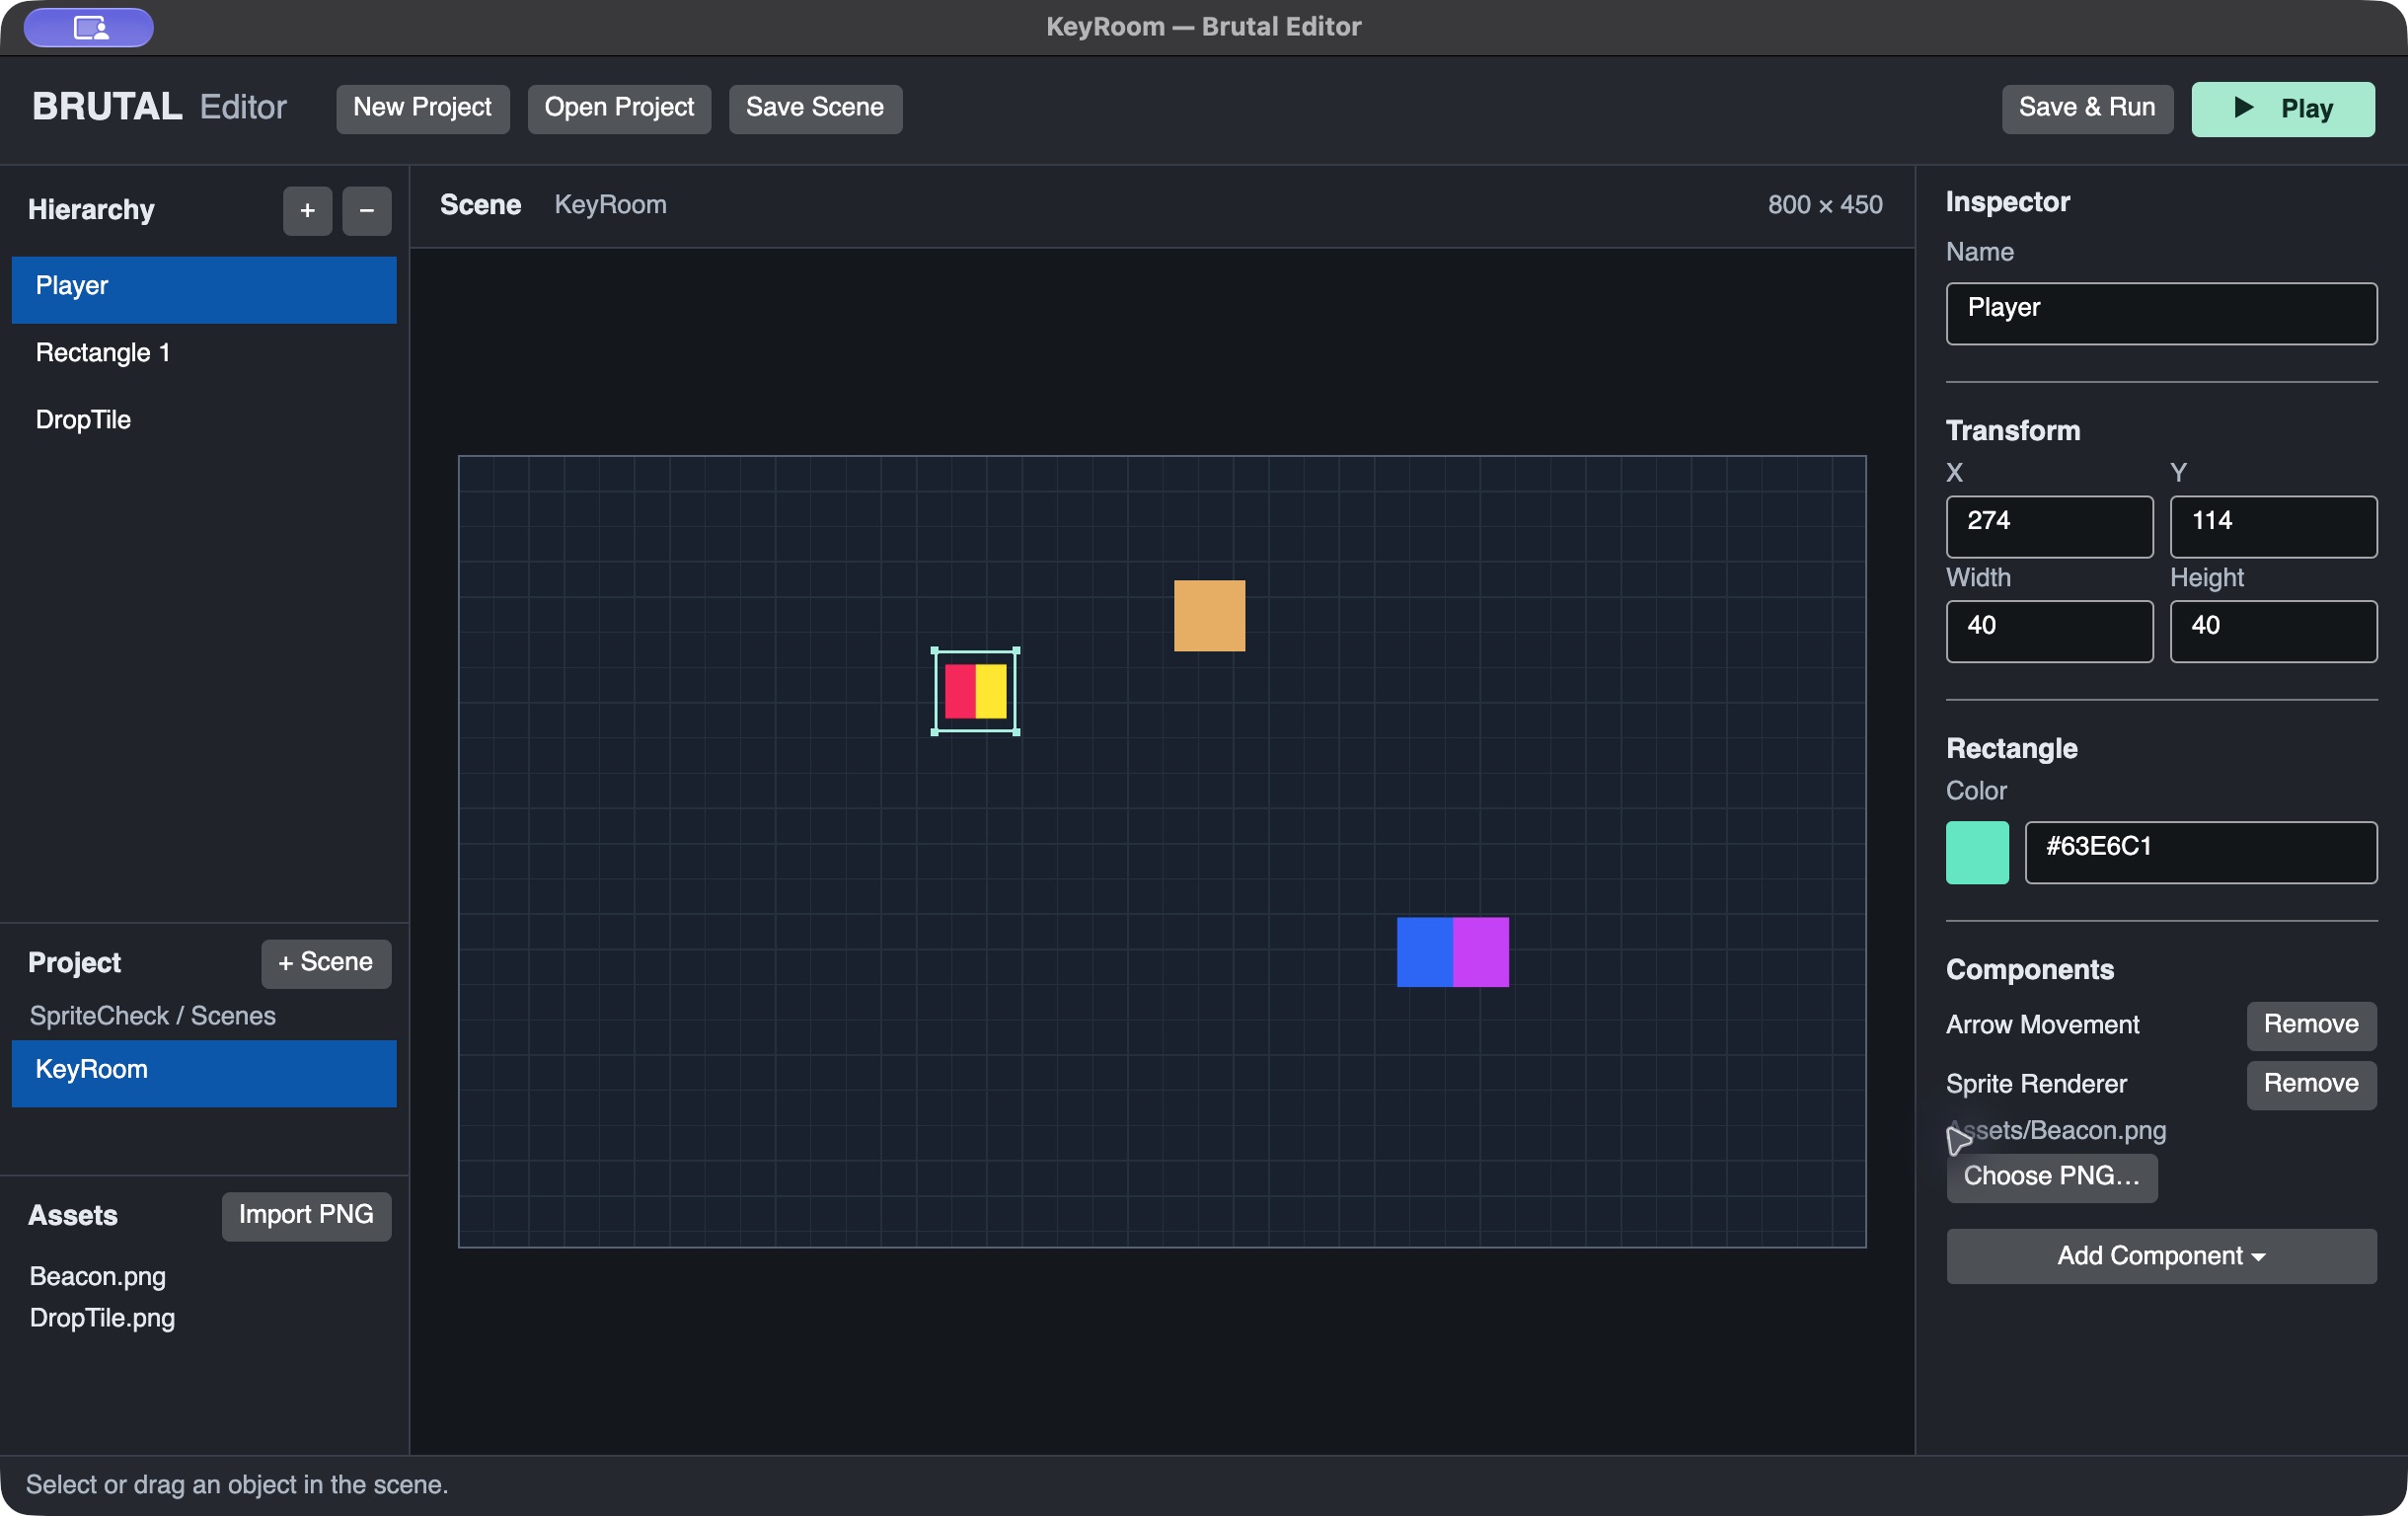 KeyRoom — Brutal Editor
BRUTAL Editor
New Project
Open Project
Save Scene
Save & Run
Play
Hierarchy
+
−
Player
Rectangle 1
DropTile
Project
+ Scene
SpriteCheck / Scenes
KeyRoom
Assets
Import PNG
Beacon.png
DropTile.png
Scene KeyRoom
800 × 450
Inspector
Name
Player
Transform
X Y
274 114
Width Height
40 40
Rectangle
Color
#63E6C1
Components
Arrow Movement Remove
Sprite Renderer Remove
Assets/Beacon.png
Choose PNG...
Add Component
Select or drag an object in the scene.